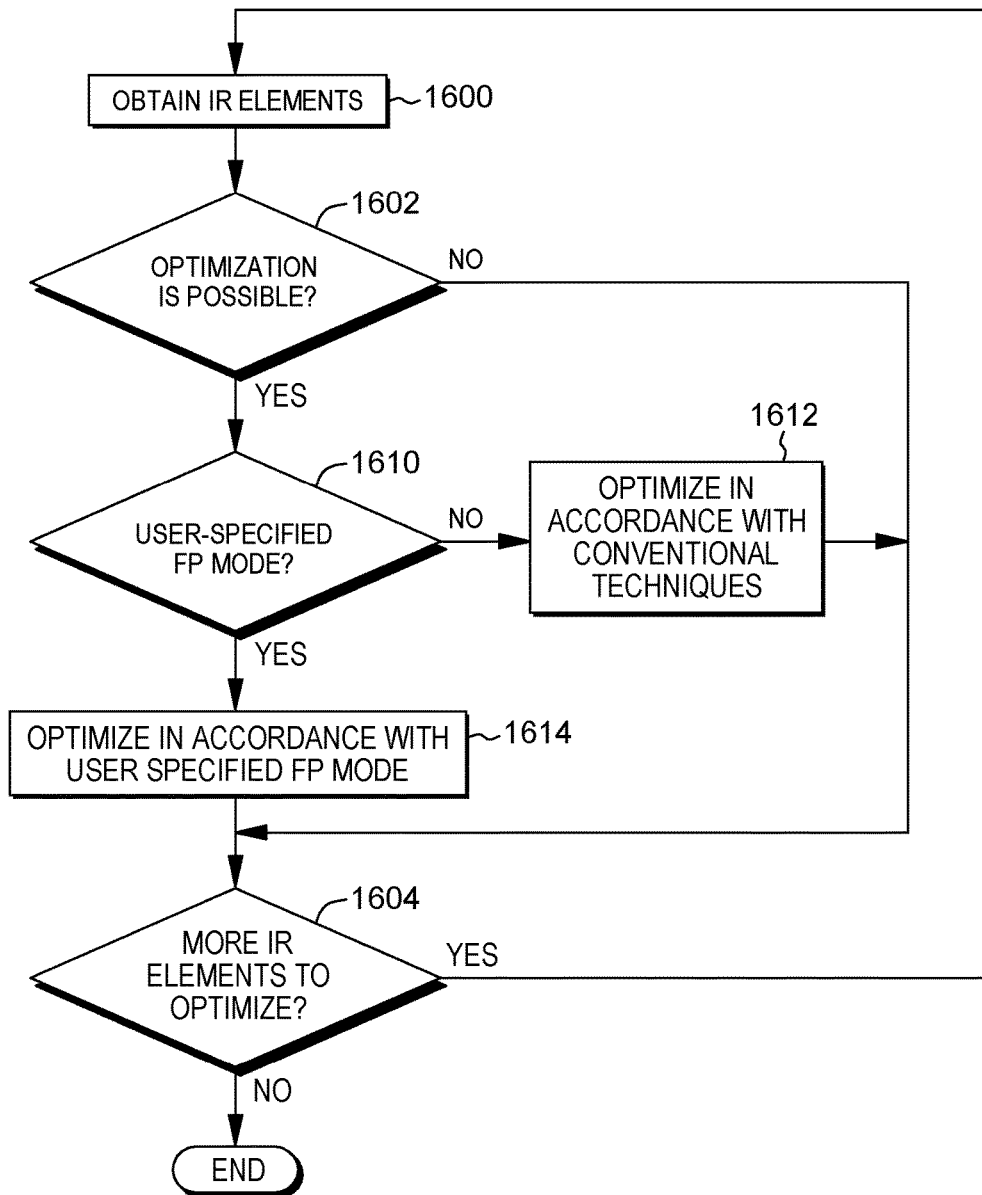 OBTAIN IR ELEMENTS
1600
1602
OPTIMIZATION
IS POSSIBLE?
NO
YES
1610
USER-SPECIFIED
FP MODE?
NO
1612
OPTIMIZE IN
ACCORDANCE WITH
CONVENTIONAL
TECHNIQUES
YES
OPTIMIZE IN ACCORDANCE WITH
USER SPECIFIED FP MODE
1614
1604
MORE IR
ELEMENTS TO
OPTIMIZE?
YES
NO
END